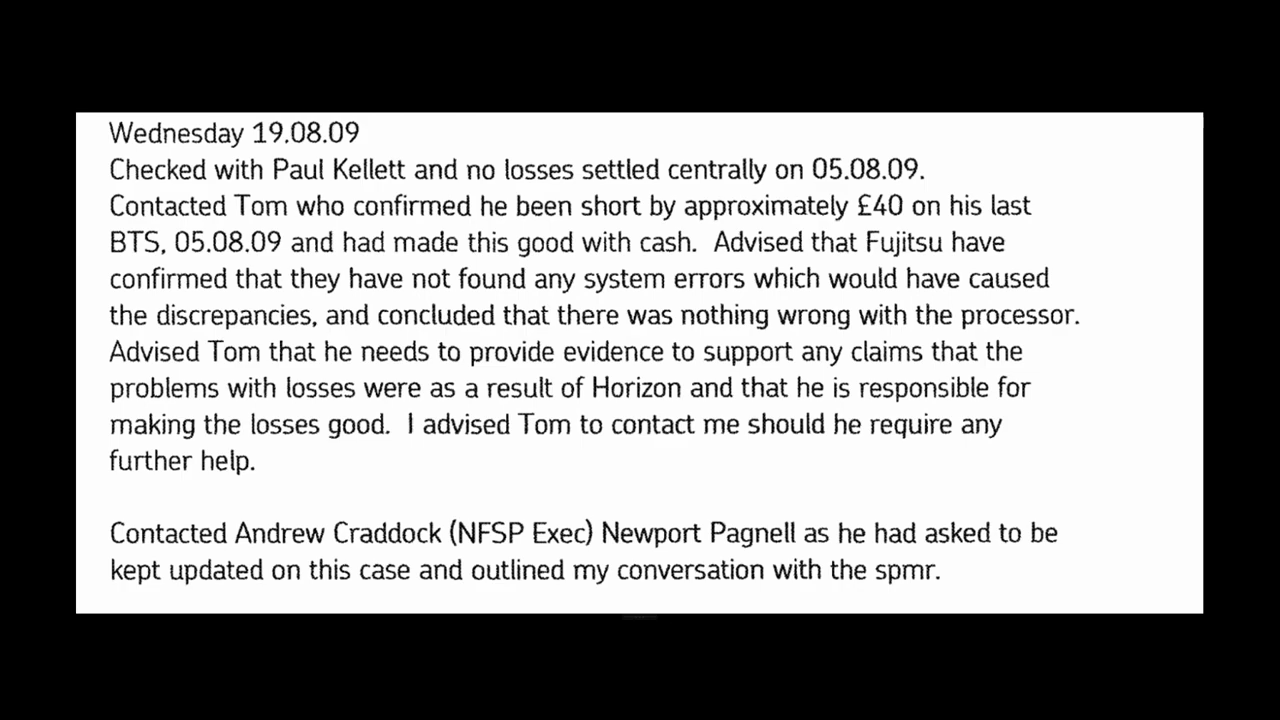 Wednesday 19.08.09
Checked with Paul Kellett and no losses settled centrally on 05.08.09.
Contacted Tom who confirmed he been short by approximately £40 on his last
BTS, 05.08.09 and had made this good with cash.  Advised that Fujitsu have
confirmed that they have not found any system errors which would have caused
the discrepancies, and concluded that there was nothing wrong with the processor.
Advised Tom that he needs to provide evidence to support any claims that the
problems with losses were as a result of Horizon and that he is responsible for
making the losses good.  I advised Tom to contact me should he require any
further help.
Contacted Andrew Craddock (NFSP Exec) Newport Pagnell as he had asked to be
kept updated on this case and outlined my conversation with the spmr.